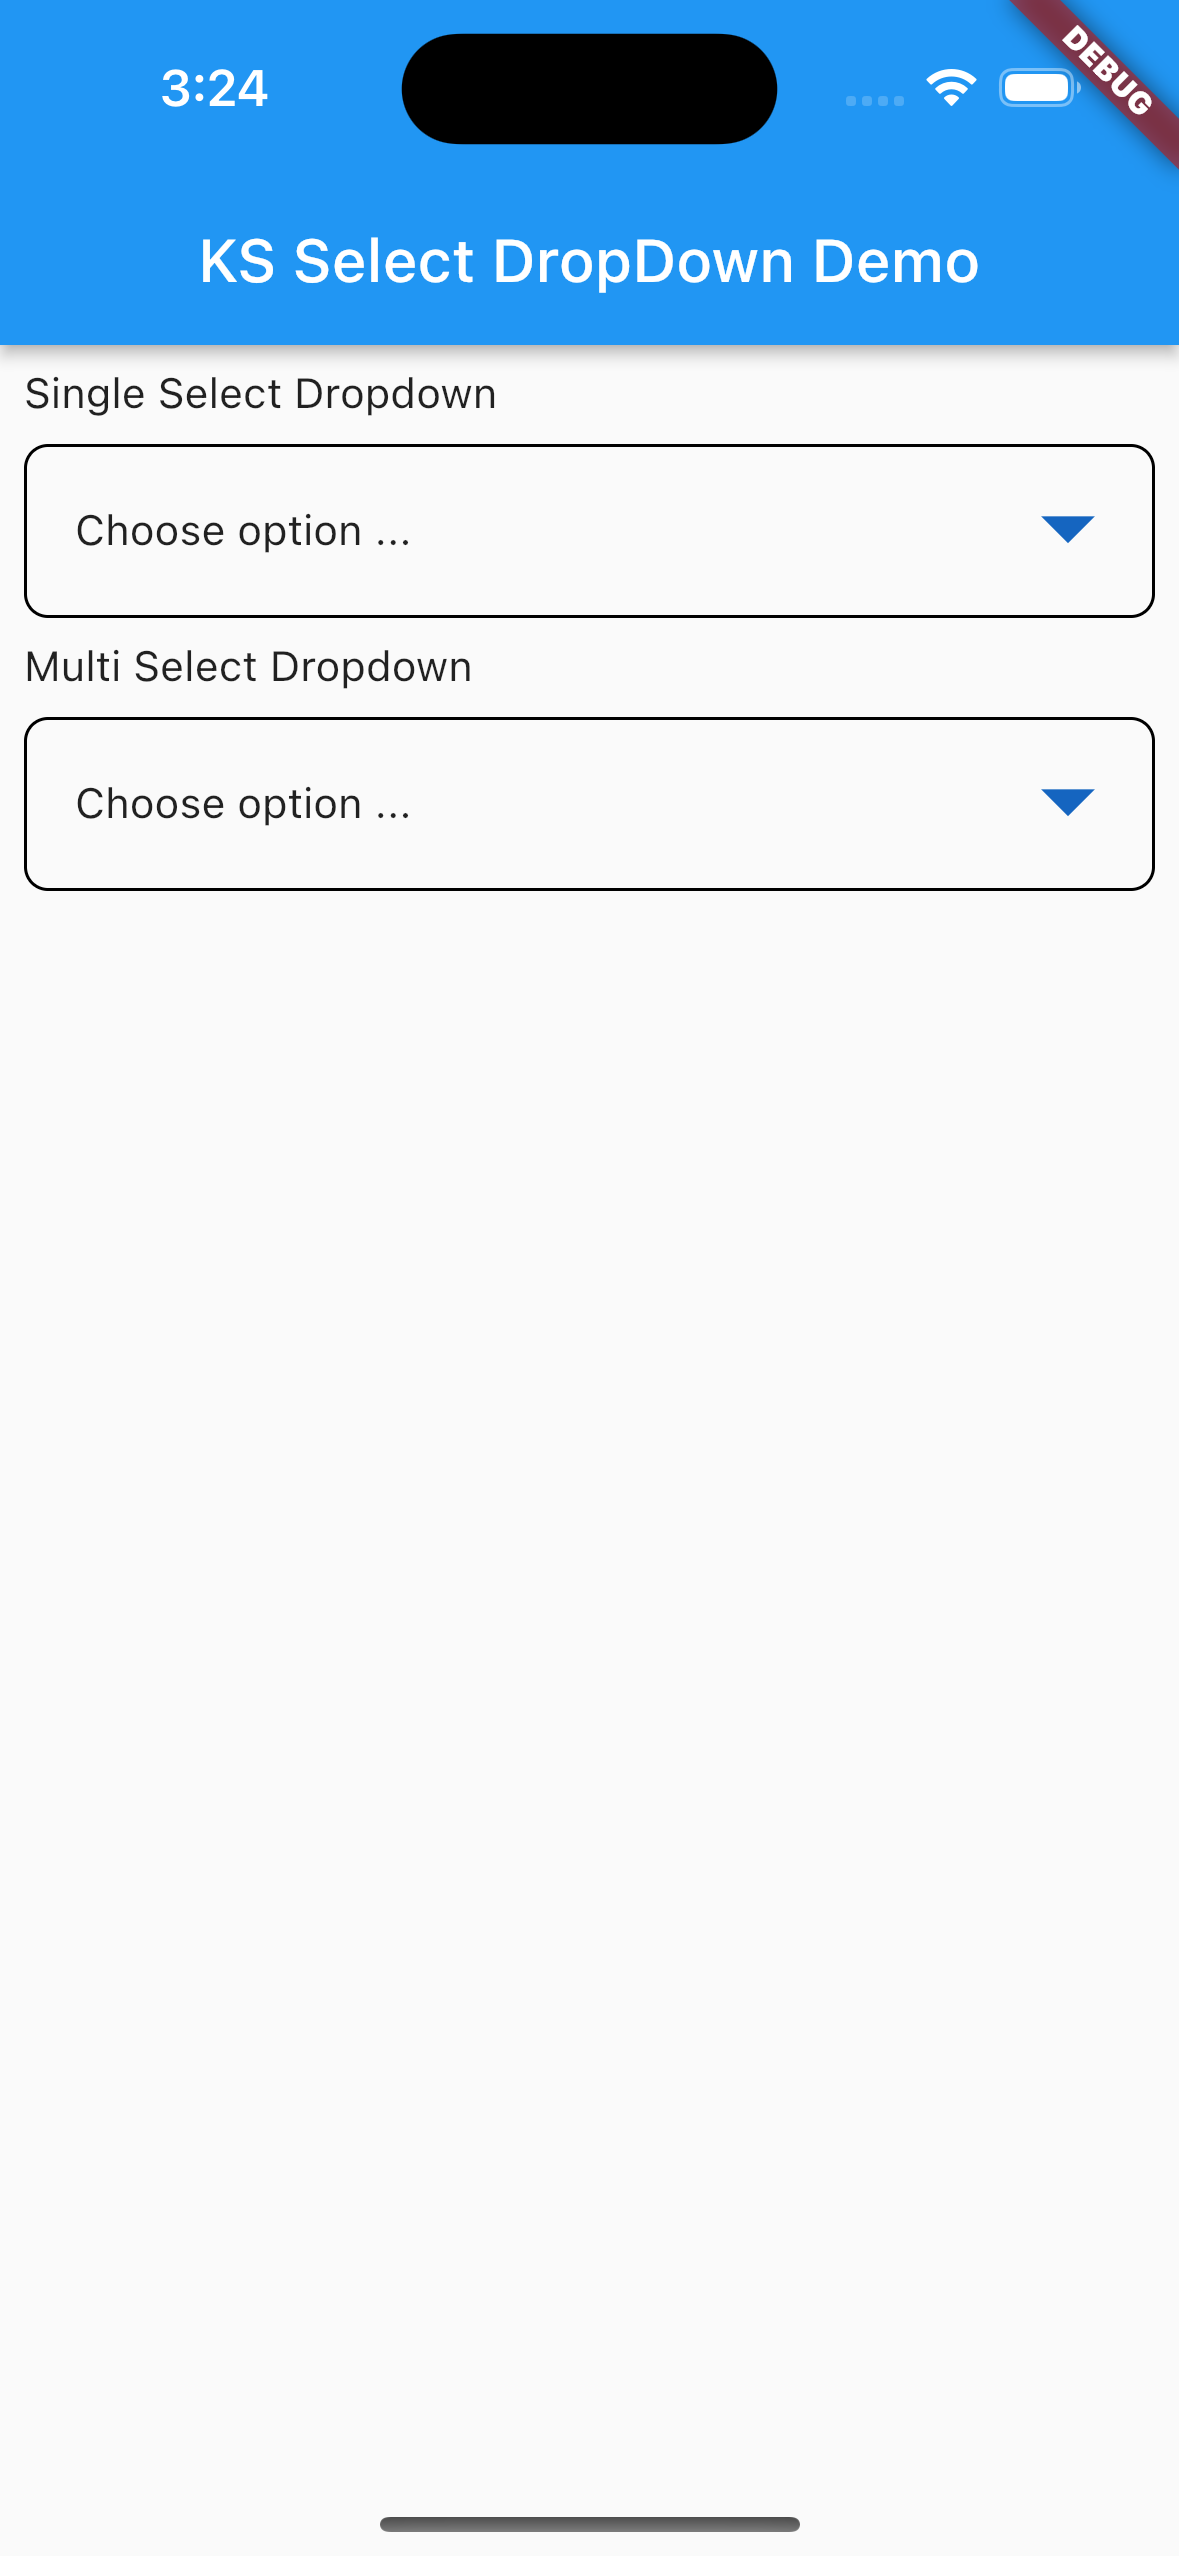 3:24
DEBUG
KS Select DropDown Demo
Single Select Dropdown
Choose option ...
Multi Select Dropdown
Choose option ...